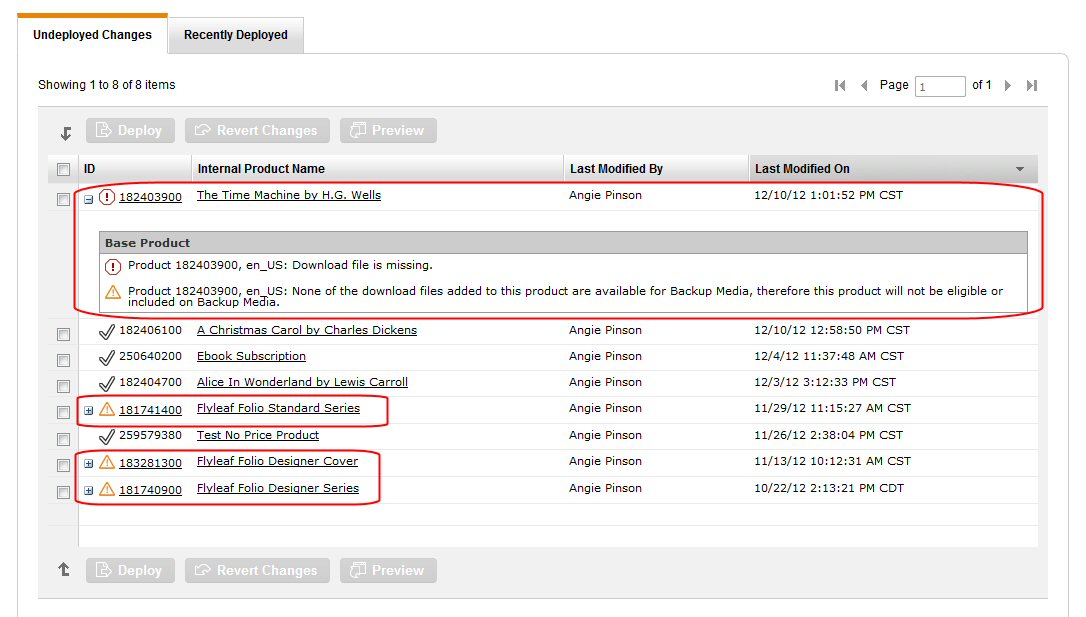 Undeployed Changes Recently Deployed
Showing 1 to 8 of 8 items Page 1 of 1
Deploy Revert Changes Preview
ID Internal Product Name Last Modified By Last Modified On
182403900 The Time Machine by H.G. Wells Angie Pinson 12/10/12 1:01:52 PM CST
Base Product
Product 182403900, en_US: Download file is missing.
Product 182403900, en_US: None of the download files added to this product are available for Backup Media, therefore this product will not be eligible or
included on Backup Media.
182406100 A Christmas Carol by Charles Dickens Angie Pinson 12/10/12 12:58:50 PM CST
250640200 Ebook Subscription Angie Pinson 12/4/12 11:37:48 AM CST
182404700 Alice In Wonderland by Lewis Carroll Angie Pinson 12/3/12 3:12:33 PM CST
181741400 Flyleaf Folio Standard Series Angie Pinson 11/29/12 11:15:27 AM CST
259579380 Test No Price Product Angie Pinson 11/26/12 2:38:04 PM CST
183281300 Flyleaf Folio Designer Cover Angie Pinson 11/13/12 10:12:31 AM CST
181740900 Flyleaf Folio Designer Series Angie Pinson 10/22/12 2:13:21 PM CDT
Deploy Revert Changes Preview